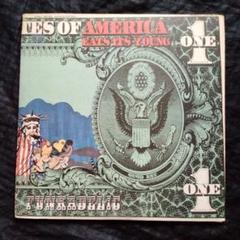 TES OF AMERICA
EATS ITS YOUNG
1
ONE
1
ONE
FUNKADELIC